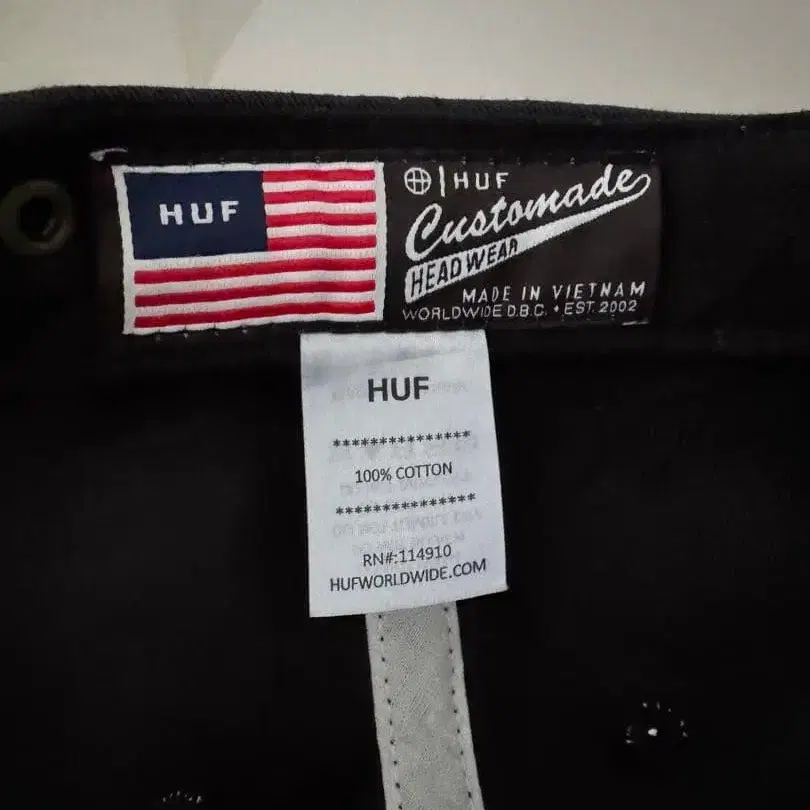 HUF
HUF
Customade
HEADWEAR
MADE IN VIETNAM
WORLDWIDE D.B.C. • EST. 2002
HUF
***************
100% COTTON
***************
RN#:114910
HUFWORLDWIDE.COM